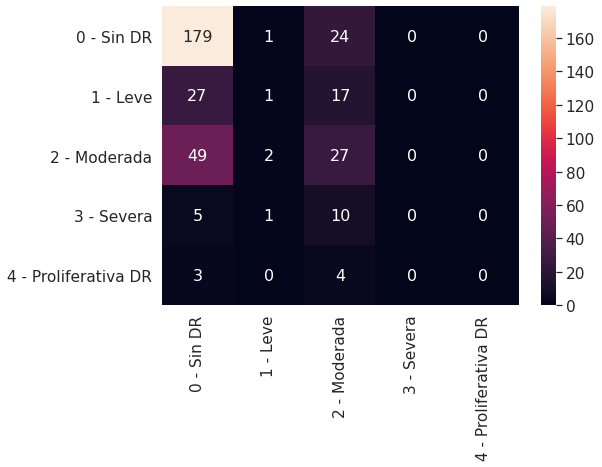 0 - Sin DR 179 1 24 0 0
1 - Leve 27 1 17 0 0
2 - Moderada 49 2 27 0 0
3 - Severa 5 1 10 0 0
4 - Proliferativa DR 3 0 4 0 0
0 - Sin DR
1 - Leve
2 - Moderada
3 - Severa
4 - Proliferativa DR
160
140
120
100
80
60
40
20
0